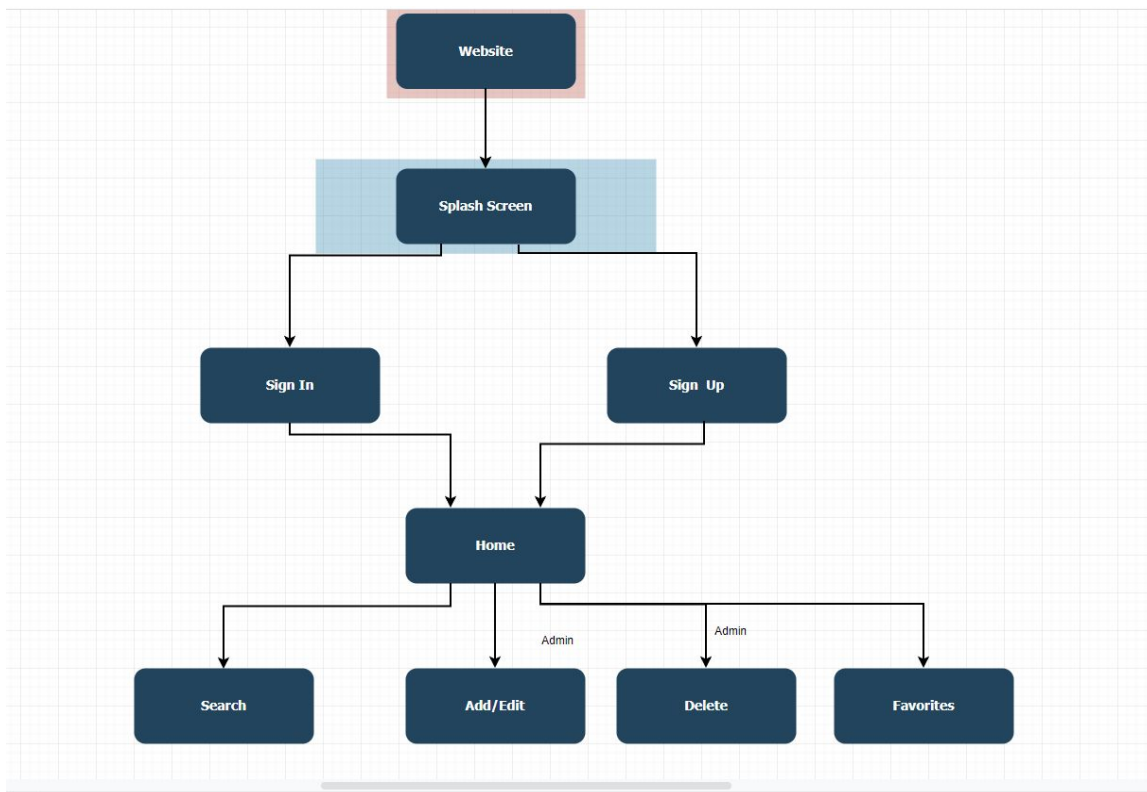 Website
Splash Screen
Sign In
Sign Up
Home
Admin
Admin
Search
Add/Edit
Delete
Favorites